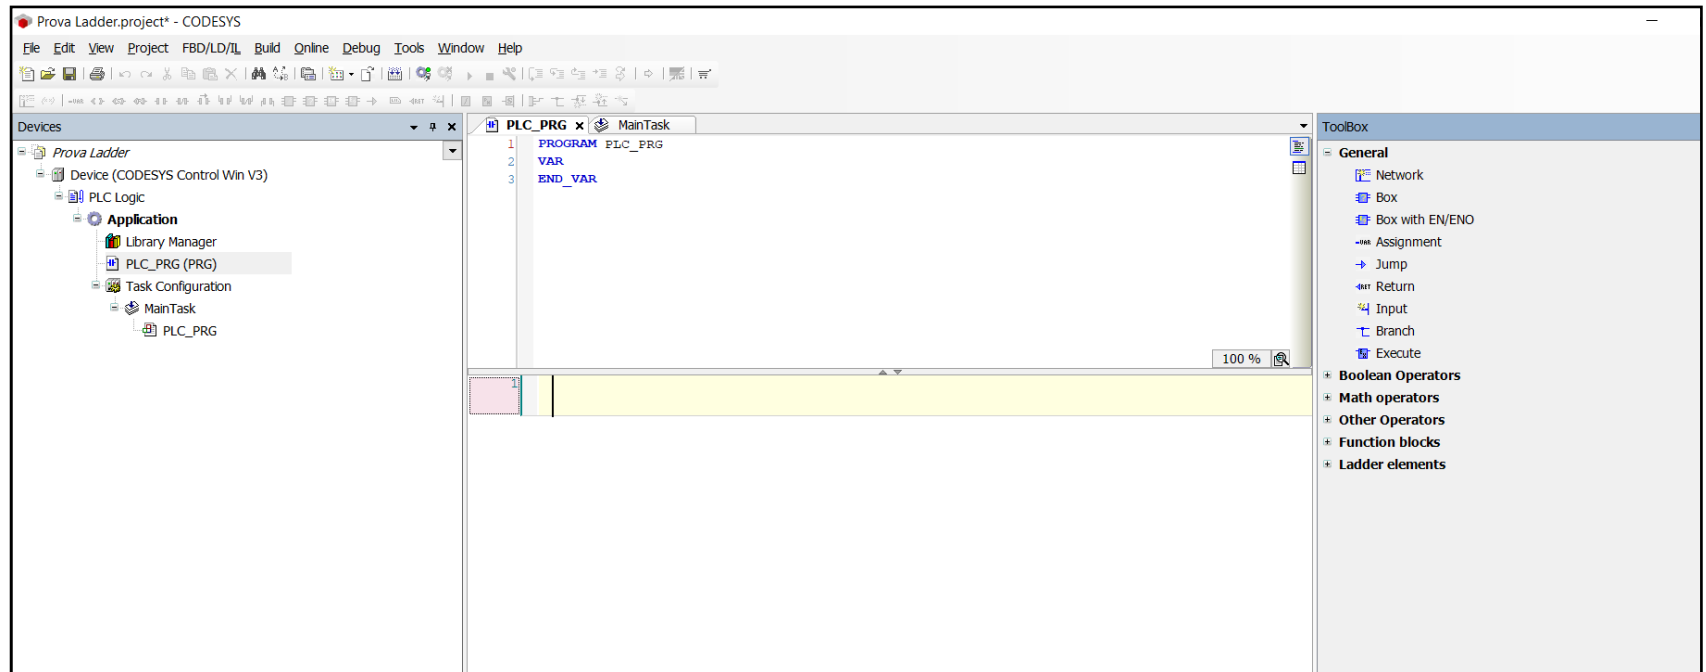 Prova Ladder.project* - CODESYS
File Edit View Project FBD/LD/IL Build Online Debug Tools Window Help
Devices
Prova Ladder
Device (CODESYS Control Win V3)
PLC Logic
Application
Library Manager
PLC_PRG (PRG)
Task Configuration
MainTask
PLC_PRG
PLC_PRG MainTask
1 PROGRAM PLC_PRG
2 VAR
3 END_VAR
100 %
1
ToolBox
General
Network
Box
Box with EN/ENO
Assignment
Jump
Return
Input
Branch
Execute
Boolean Operators
Math operators
Other Operators
Function blocks
Ladder elements